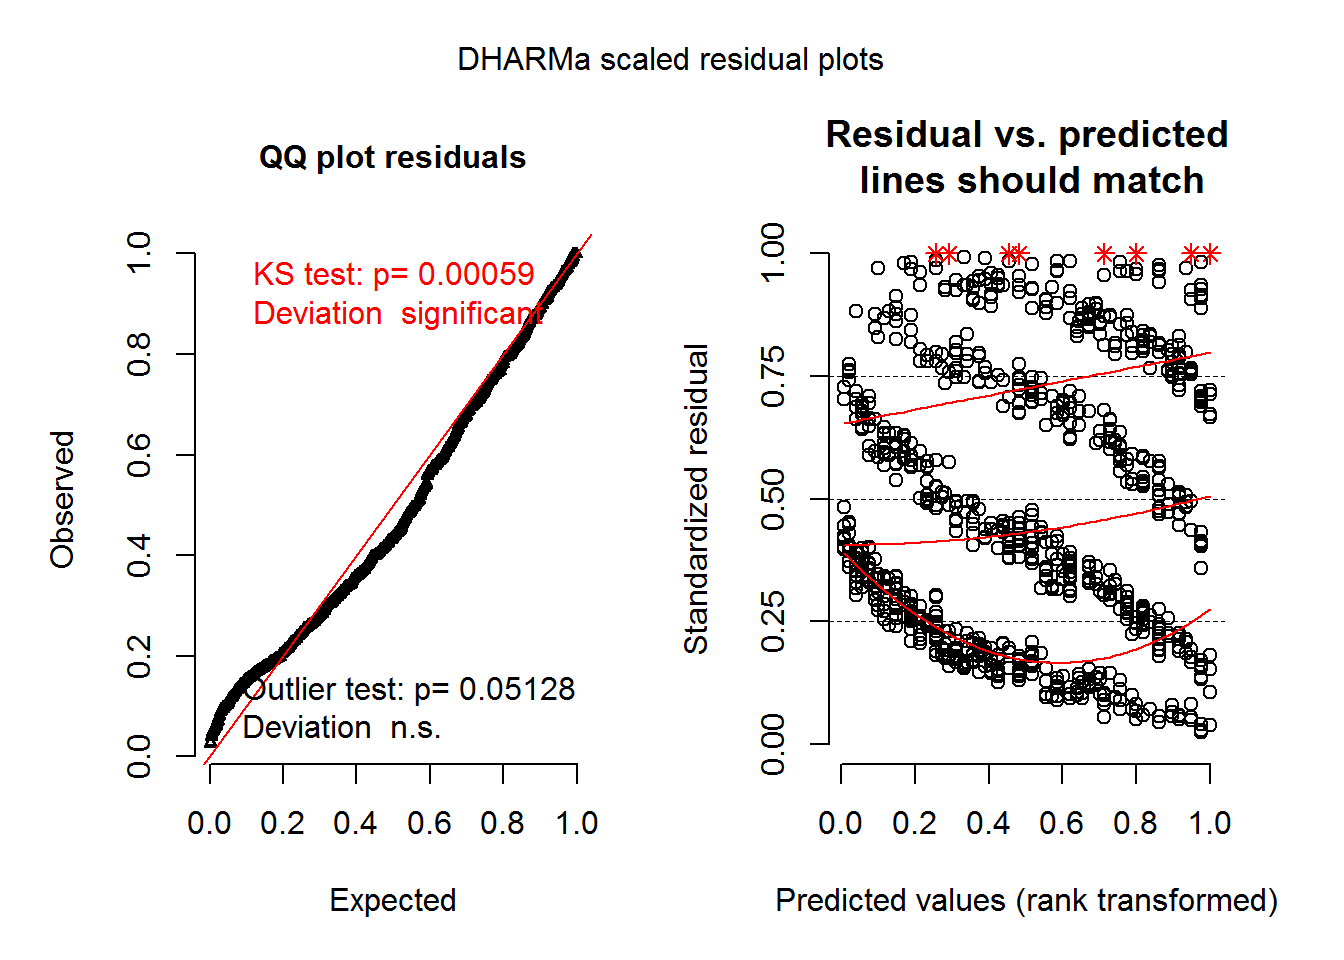 DHARMa scaled residual plots
QQ plot residuals
Observed
1.0
0.8
0.6
0.4
0.2
0.0
KS test: p= 0.00059
Deviation  significant
Outlier test: p= 0.05128
Deviation  n.s.
0.0 0.2 0.4 0.6 0.8 1.0
Expected
Residual vs. predicted
lines should match
Standardized residual
1.00
0.75
0.50
0.25
0.00
0.0 0.2 0.4 0.6 0.8 1.0
Predicted values (rank transformed)